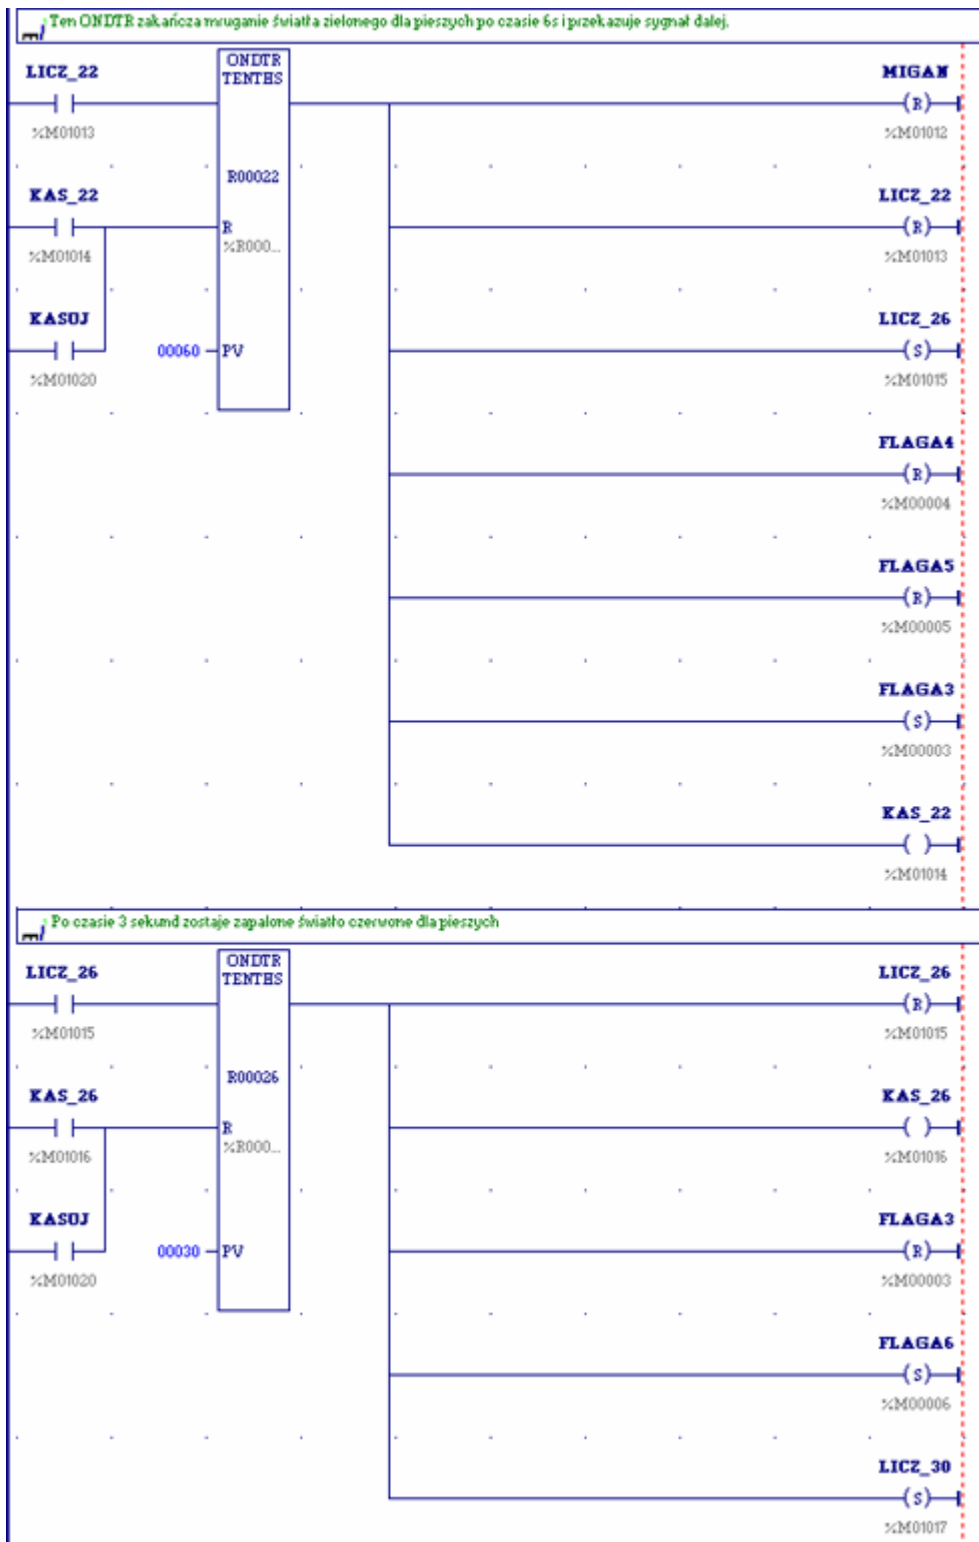 Ten ONDTR zakańcza mruganie światła zielonego dla pieszych po czasie 6s i przekazuje sygnał dalej.
LICZ_22
ONDTR
TENTHS
MIGAN
(R)
%M01013
%M01012
R00022
KAS_22
LICZ_22
R
(R)
%R000...
%M01014
%M01013
KASUJ
LICZ_26
00060
PV
(S)
%M01020
%M01015
FLAGA4
(R)
%M00004
FLAGA5
(R)
%M00005
FLAGA3
(S)
%M00003
KAS_22
( )
%M01014
Po czasie 3 sekund zostaje zapalone światło czerwone dla pieszych
LICZ_26
ONDTR
TENTHS
LICZ_26
(R)
%M01015
%M01015
R00026
KAS_26
KAS_26
R
( )
%R000...
%M01016
%M01016
KASUJ
FLAGA3
00030
PV
(R)
%M01020
%M00003
FLAGA6
(S)
%M00006
LICZ_30
(S)
%M01017